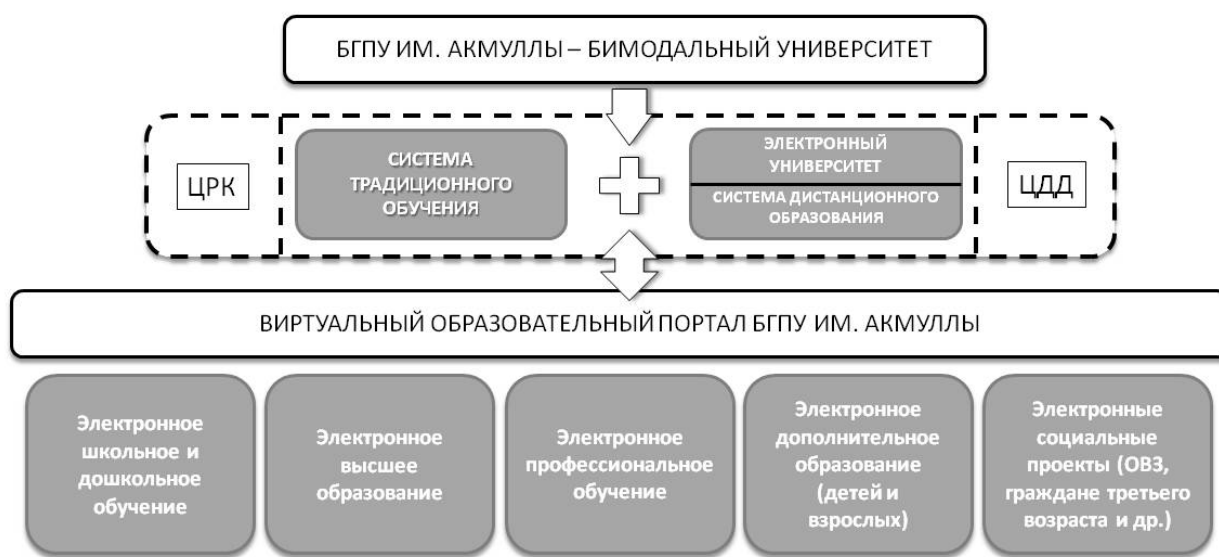 БГПУ ИМ. АКМУЛЛЫ – БИМОДАЛЬНЫЙ УНИВЕРСИТЕТ
ЦРК
СИСТЕМА
ТРАДИЦИОННОГО
ОБУЧЕНИЯ
ЭЛЕКТРОННЫЙ
УНИВЕРСИТЕТ
СИСТЕМА ДИСТАНЦИОННОГО
ОБРАЗОВАНИЯ
ЦДД
ВИРТУАЛЬНЫЙ ОБРАЗОВАТЕЛЬНЫЙ ПОРТАЛ БГПУ ИМ. АКМУЛЛЫ
Электронное
школьное и
дошкольное
обучение
Электронное
высшее
образование
Электронное
профессиональное
обучение
Электронное
дополнительное
образование
(детей и
взрослых)
Электронные
социальные
проекты (ОВЗ,
граждане третьего
возраста и др.)